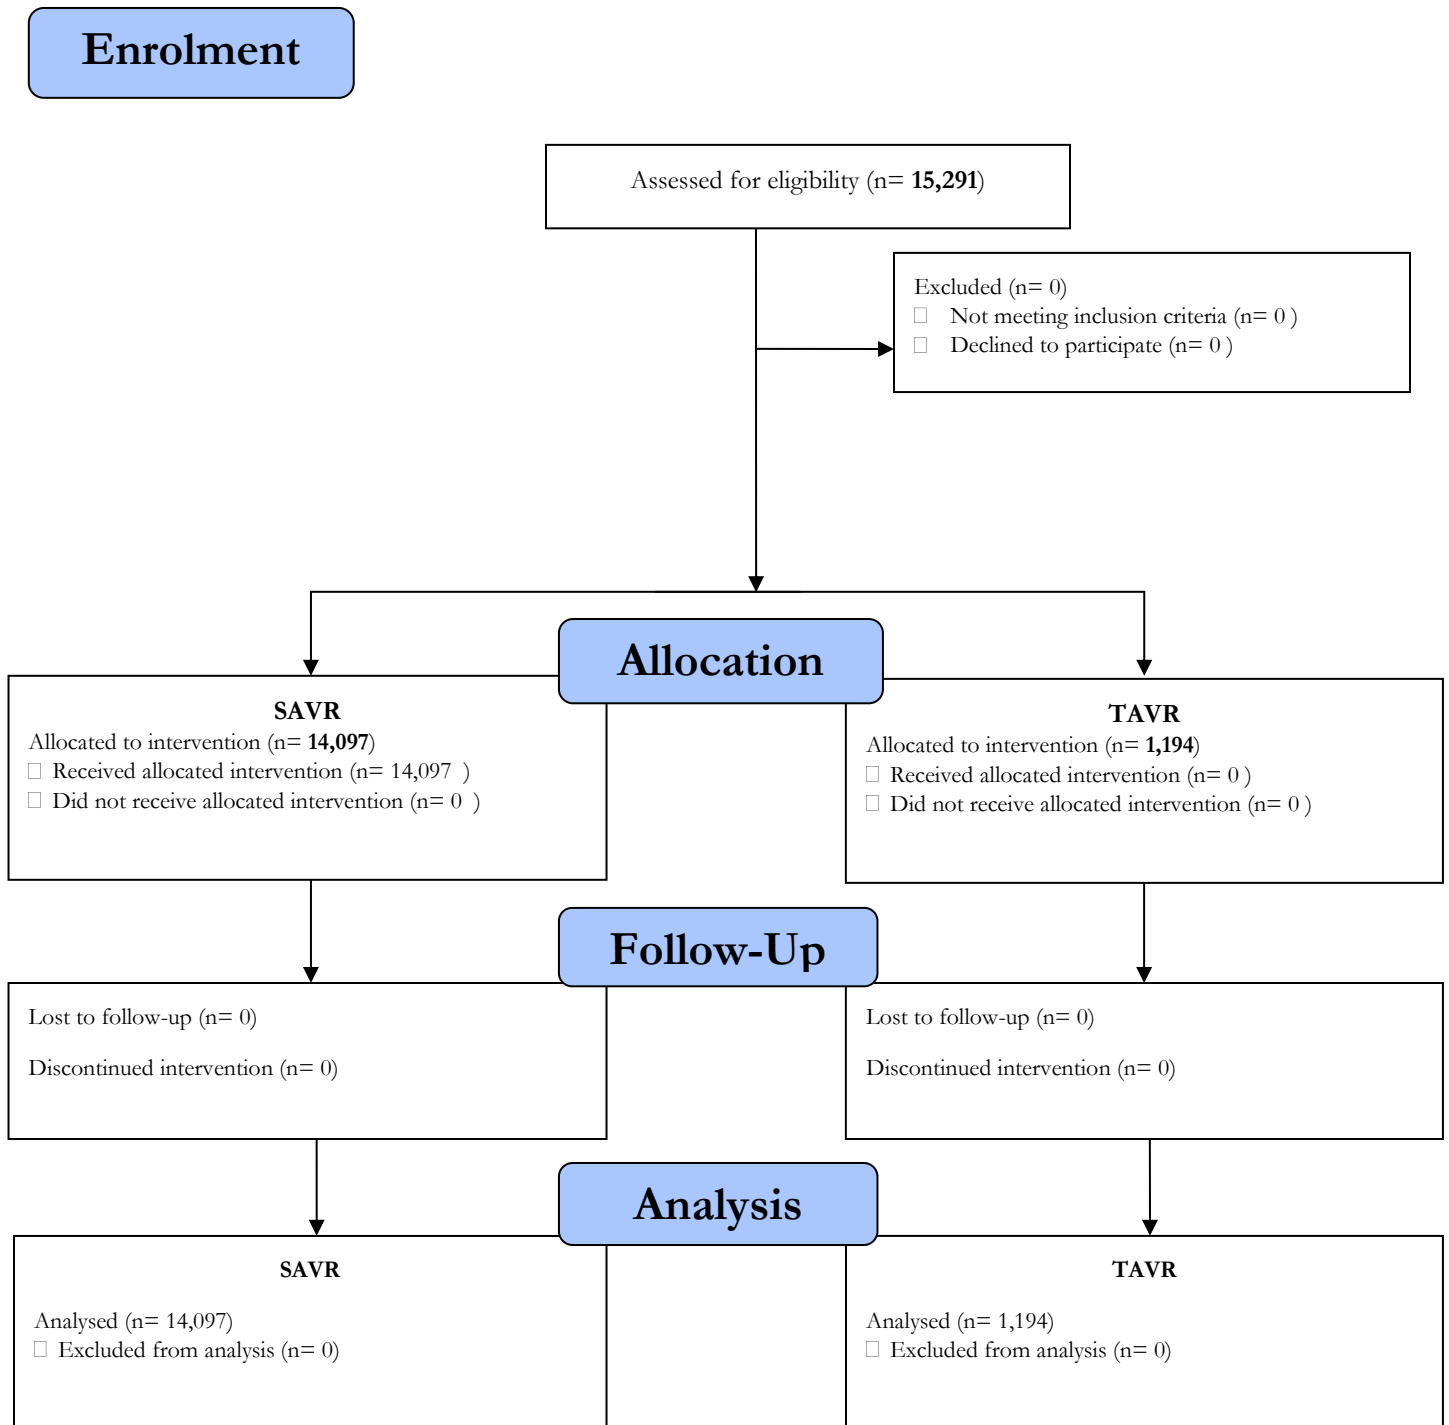 Enrolment
Assessed for eligibility (n= 15,291)
Excluded (n= 0)
□ Not meeting inclusion criteria (n= 0 )
□ Declined to participate (n= 0 )
Allocation
SAVR
Allocated to intervention (n= 14,097)
□ Received allocated intervention (n= 14,097 )
□ Did not receive allocated intervention (n= 0 )
TAVR
Allocated to intervention (n= 1,194)
□ Received allocated intervention (n= 0 )
□ Did not receive allocated intervention (n= 0 )
Follow-Up
Lost to follow-up (n= 0)
Discontinued intervention (n= 0)
Lost to follow-up (n= 0)
Discontinued intervention (n= 0)
Analysis
SAVR
Analysed (n= 14,097)
□ Excluded from analysis (n= 0)
TAVR
Analysed (n= 1,194)
□ Excluded from analysis (n= 0)